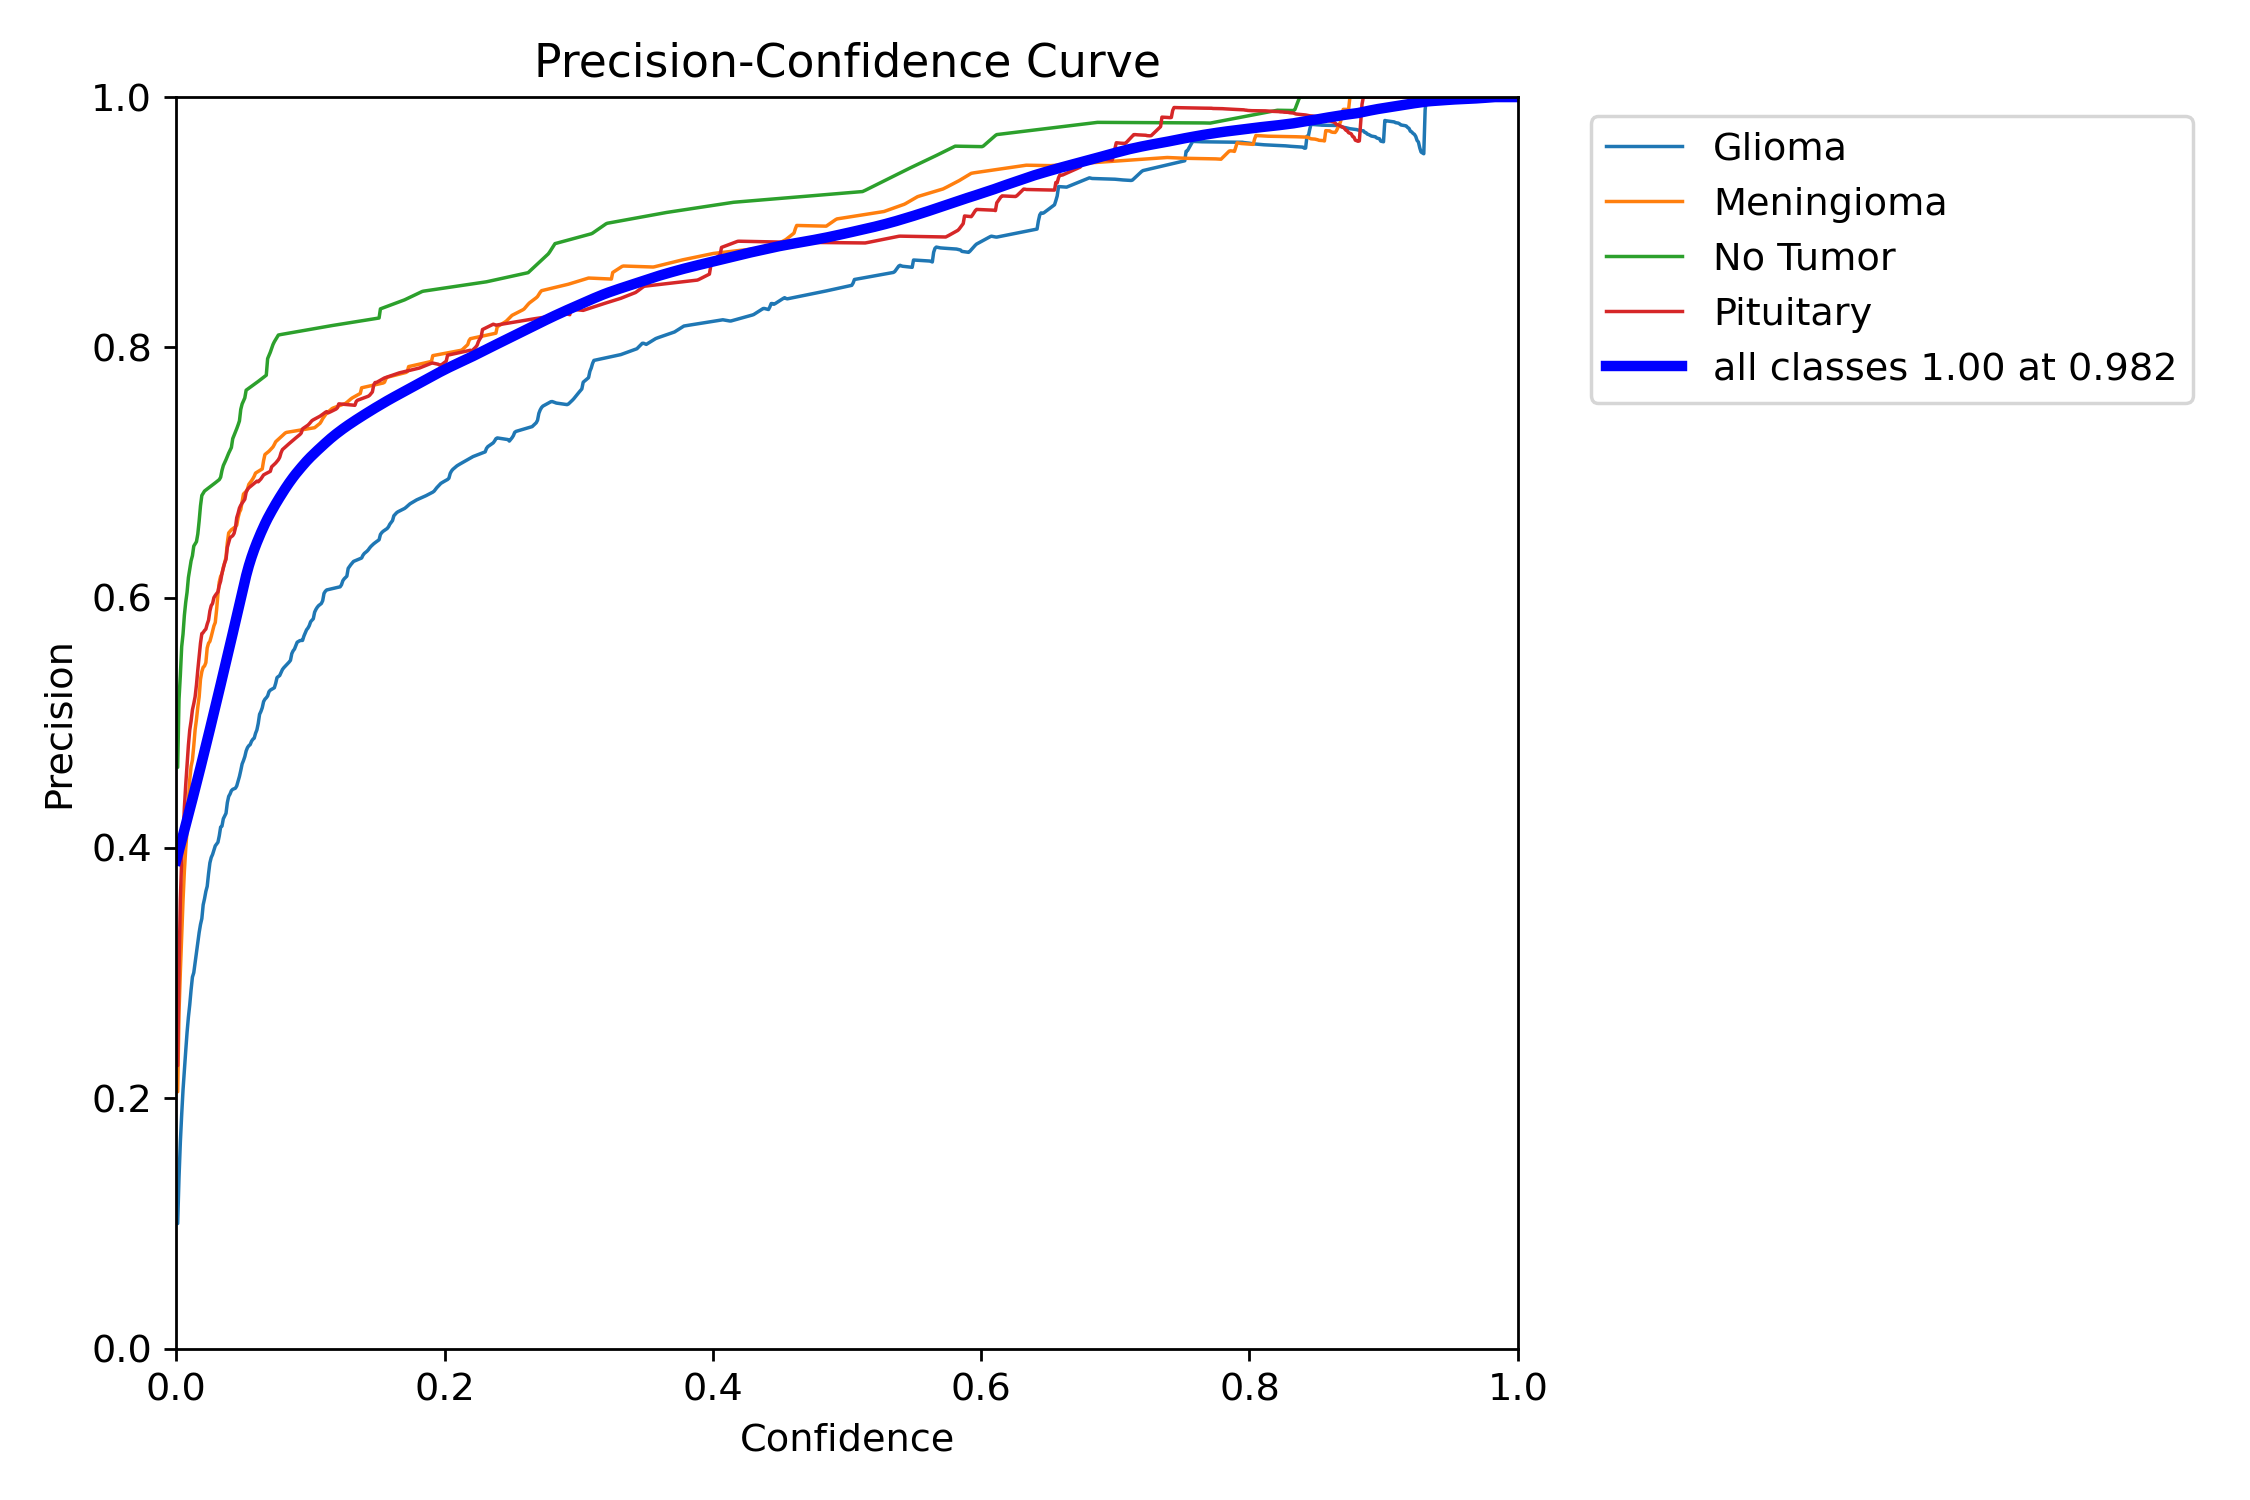 Precision-Confidence Curve
1.0
0.8
0.6
0.4
0.2
0.0
Precision
0.0 0.2 0.4 0.6 0.8 1.0
Confidence
Glioma
Meningioma
No Tumor
Pituitary
all classes 1.00 at 0.982